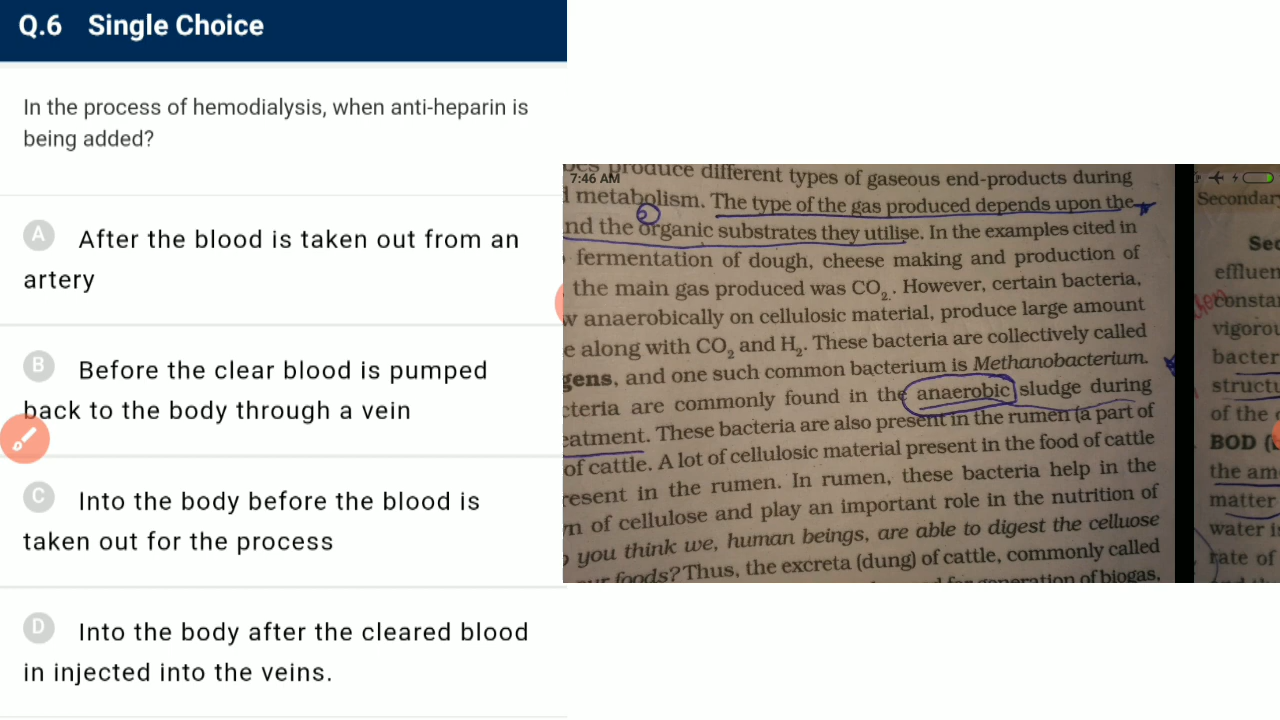 Q.6 Single Choice
In the process of hemodialysis, when anti-heparin is
being added?
A After the blood is taken out from an
artery
B Before the clear blood is pumped
back to the body through a vein
C Into the body before the blood is
taken out for the process
D Into the body after the cleared blood
in injected into the veins.
produce different types of gaseous end-products during
7:46 AM
metabolism. The type of the gas produced depends upon the
2
nd the organic substrates they utilise. In the examples cited in
fermentation of dough, cheese making and production of
the main gas produced was CO₂. However, certain bacteria,
w anaerobically on cellulosic material, produce large amount
e along with CO₂ and H₂. These bacteria are collectively called
gens, and one such common bacterium is Methanobacterium.
cteria are commonly found in the anaerobic sludge during
eatment. These bacteria are also present in the rumen (a part of
of cattle. A lot of cellulosic material present in the food of cattle
resent in the rumen. In rumen, these bacteria help in the
n of cellulose and play an important role in the nutrition of
you think we, human beings, are able to digest the celluose
ur foods? Thus, the excreta (dung) of cattle, commonly called
generation of biogas,
Secondar
Sec
effluen
consta
vigorou
bacter
structu
of the
BOD (
the am
matter
water i
rate of